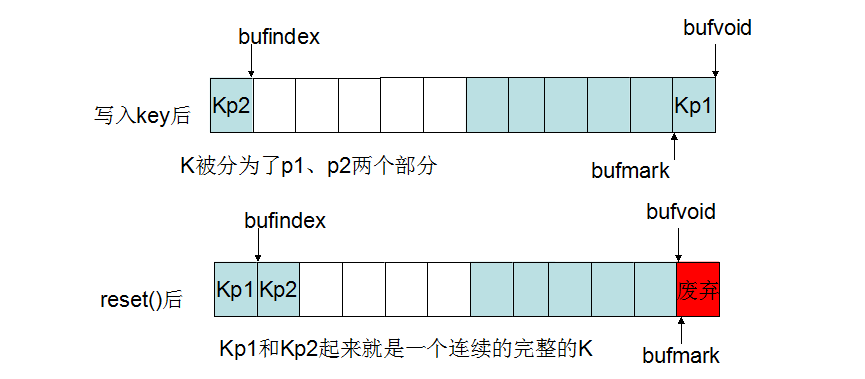 bufindex
bufvoid
写入key后
Kp2
Kp1
K被分为了p1、p2两个部分
bufmark
bufindex
bufvoid
reset()后
Kp1
Kp2
废弃
Kp1和Kp2起来就是一个连续的完整的K
bufmark